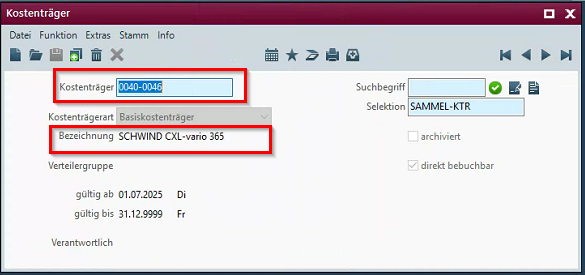 Kostenträger
Datei Funktion Extras Stamm Info
Kostenträger 0040-0046
Suchbegriff
Selektion SAMMEL-KTR
Kostenträgerart Basiskostenträger
Bezeichnung SCHWIND CXL-vario 365
archiviert
Verteilergruppe
direkt bebuchbar
gültig ab 01.07.2025 Di
gültig bis 31.12.9999 Fr
Verantwortlich